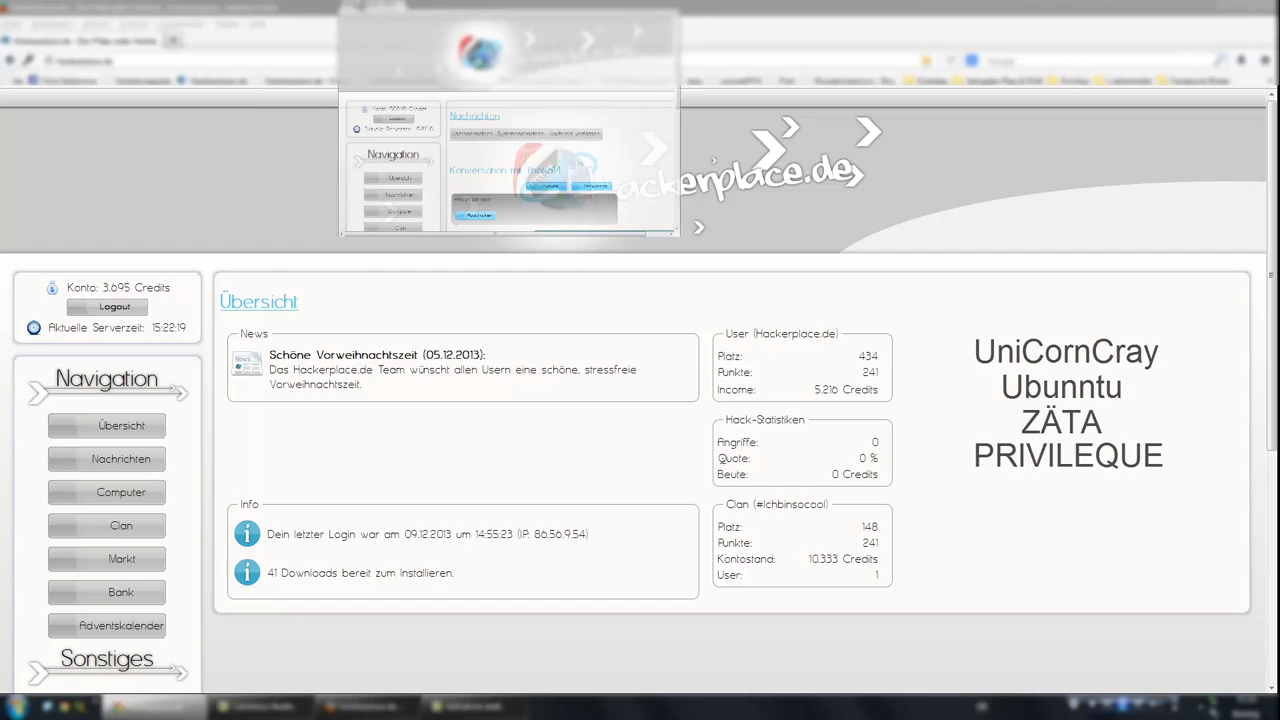 Nachrichten
Navigation
Konversation mit
hackerplace.de
Konto: 3.695 Credits
Logout
Aktuelle Serverzeit: 15:22:19
Navigation
Übersicht
Nachrichten
Computer
Clan
Markt
Bank
Adventskalender
Sonstiges
Übersicht
News
Schöne Vorweihnachtszeit (05.12.2013):
Das Hackerplace.de Team wünscht allen Usern eine schöne, stressfreie
Vorweihnachtszeit.
Info
Dein letzter Login war am 09.12.2013 um 14:55:23 (IP: 86.56.9.54)
41 Downloads bereit zum Installieren.
User (Hackerplace.de)
Platz: 434
Punkte: 241
Income: 5.216 Credits
Hack-Statistiken
Angriffe: 0
Quote: 0 %
Beute: 0 Credits
Clan (#Ichbinsocool)
Platz: 148
Punkte: 241
Kontostand: 10.333 Credits
User: 1
UniCornCray
Ubunntu
ZÄTA
PRIVILEQUE